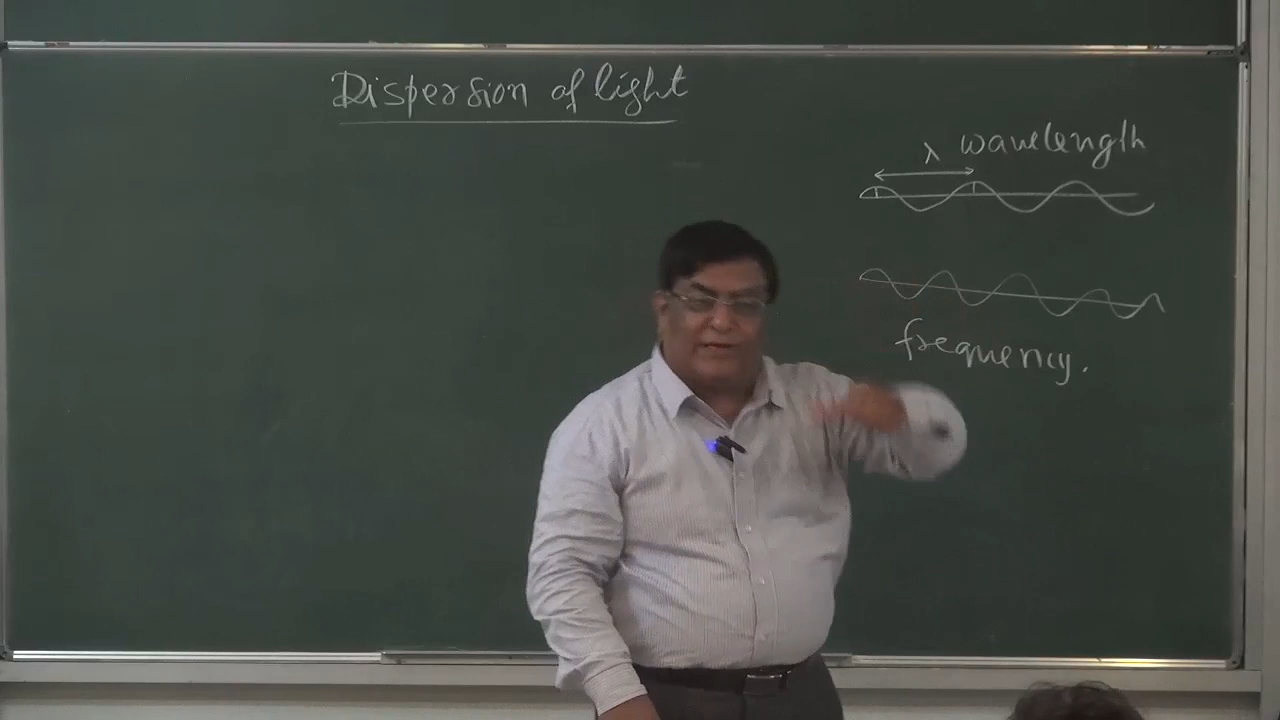 Dispersion of light
λ wavelength
frequency.